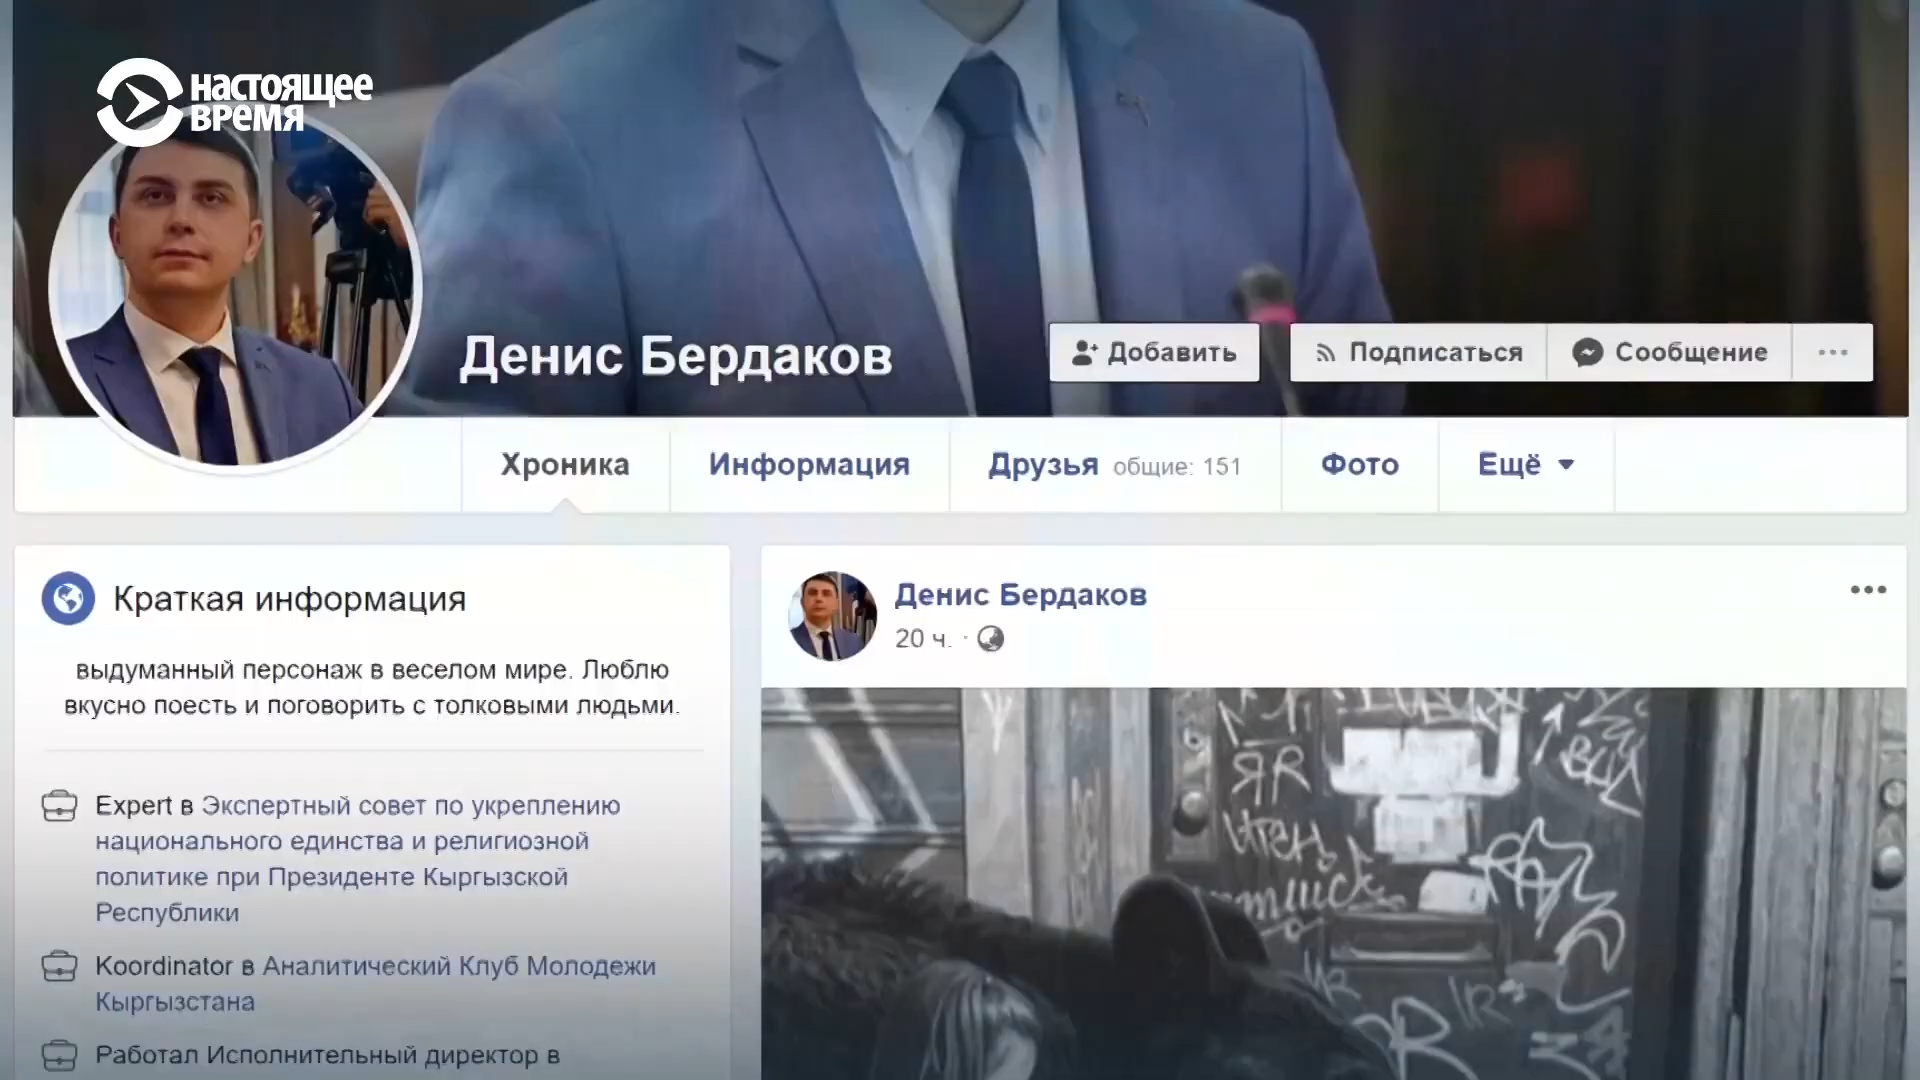 настоящее
время
Денис Бердаков
Добавить
Подписаться
Сообщение
Хроника
Информация
Друзья общие: 151
Фото
Ещё
Краткая информация
выдуманный персонаж в веселом мире. Люблю
вкусно поесть и поговорить с толковыми людьми.
Expert в Экспертный совет по укреплению
национального единства и религиозной
политике при Президенте Кыргызской
Республики
Koordinator в Аналитический Клуб Молодежи
Кыргызстана
Работал Исполнительный директор в
Денис Бердаков
20 ч. ·